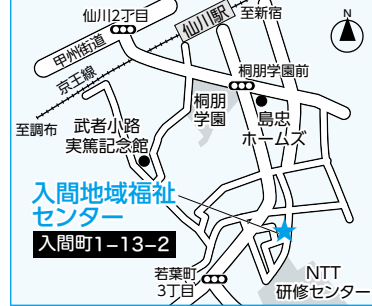 仙川2丁目
仙川駅
至新宿
N
甲州街道
京王線
桐朋学園前
至調布
武者小路
実篤記念館
桐朋
学園
島忠
ホームズ
入間地域福祉
センター
入間町1-13-2
若葉町
3丁目
NTT
研修センター